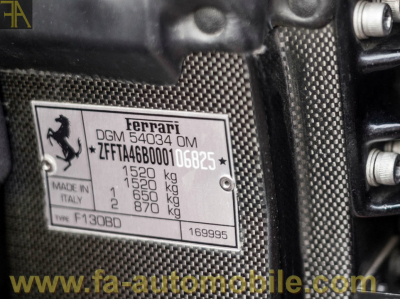 FA
AUTOMOBILE
Ferrari
DGM 54034 OM
*ZFFTA46B000106825*
1520 kg
1520 kg
1 650 kg
2 870 kg
MADE IN
ITALY
TYPE F130BD
169995
www.fa-automobile.com